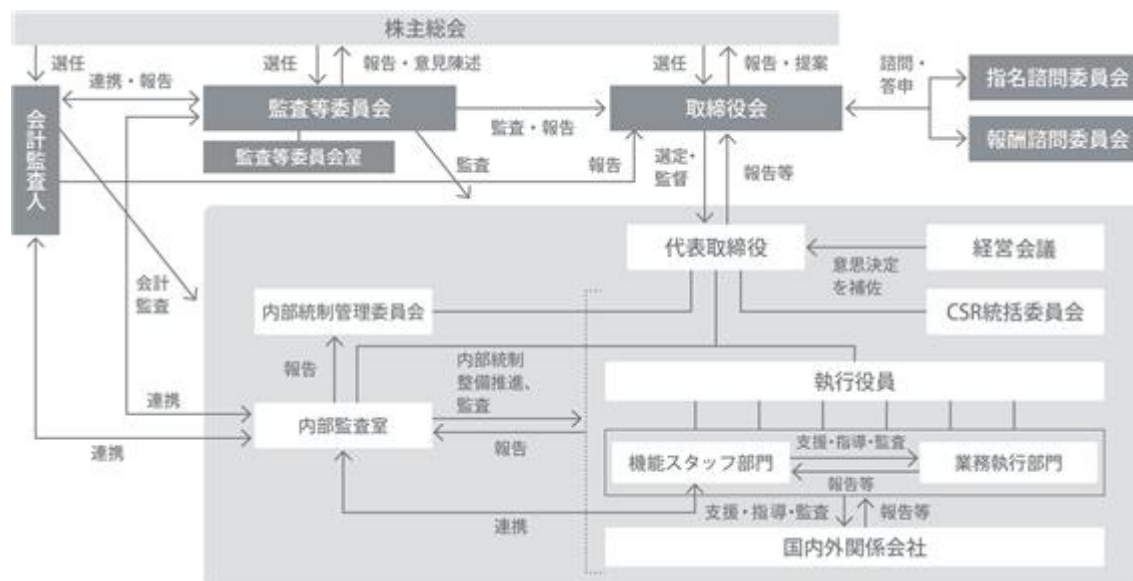 株主総会
選任
選任
報告・意見陳述
選任
報告・提案
連携・報告
諮問・
答申
指名諮問委員会
会計監査人
監査等委員会
取締役会
監査・報告
報酬諮問委員会
監査等委員会室
監査
報告
選定・
監督
報告等
代表取締役
経営会議
意思決定
を補佐
会計
監査
内部統制管理委員会
CSR統括委員会
報告
内部統制
整備推進、
監査
執行役員
連携
内部監査室
連携
報告
機能スタッフ部門
支援・指導・監査
報告等
業務執行部門
連携
支援・指導・監査
報告等
国内外関係会社